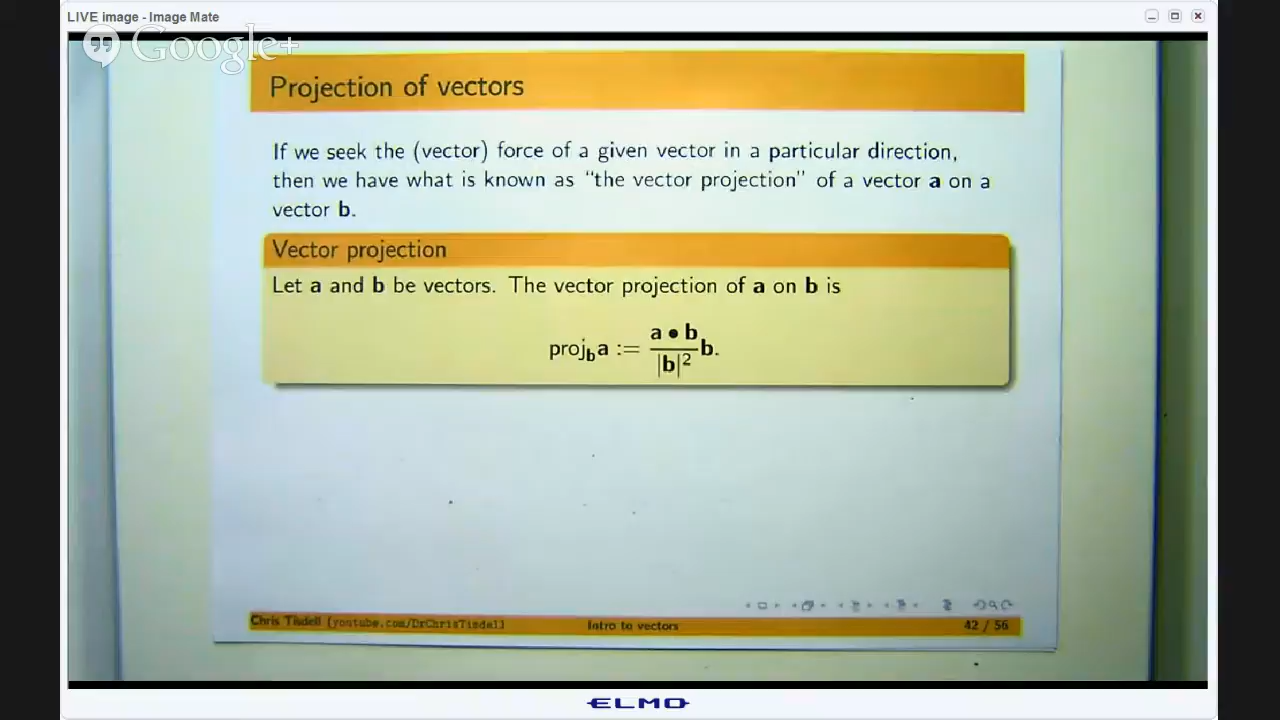 LIVE image - Image Mate
Google+
Projection of vectors
If we seek the (vector) force of a given vector in a particular direction,
then we have what is known as “the vector projection” of a vector a on a
vector b.
Vector projection
Let a and b be vectors. The vector projection of a on b is
proj_b a := (a • b)/|b|² b.
Chris Tisdell (youtube.com/DrChrisTisdell) Intro to vectors 42 / 56
ELMO